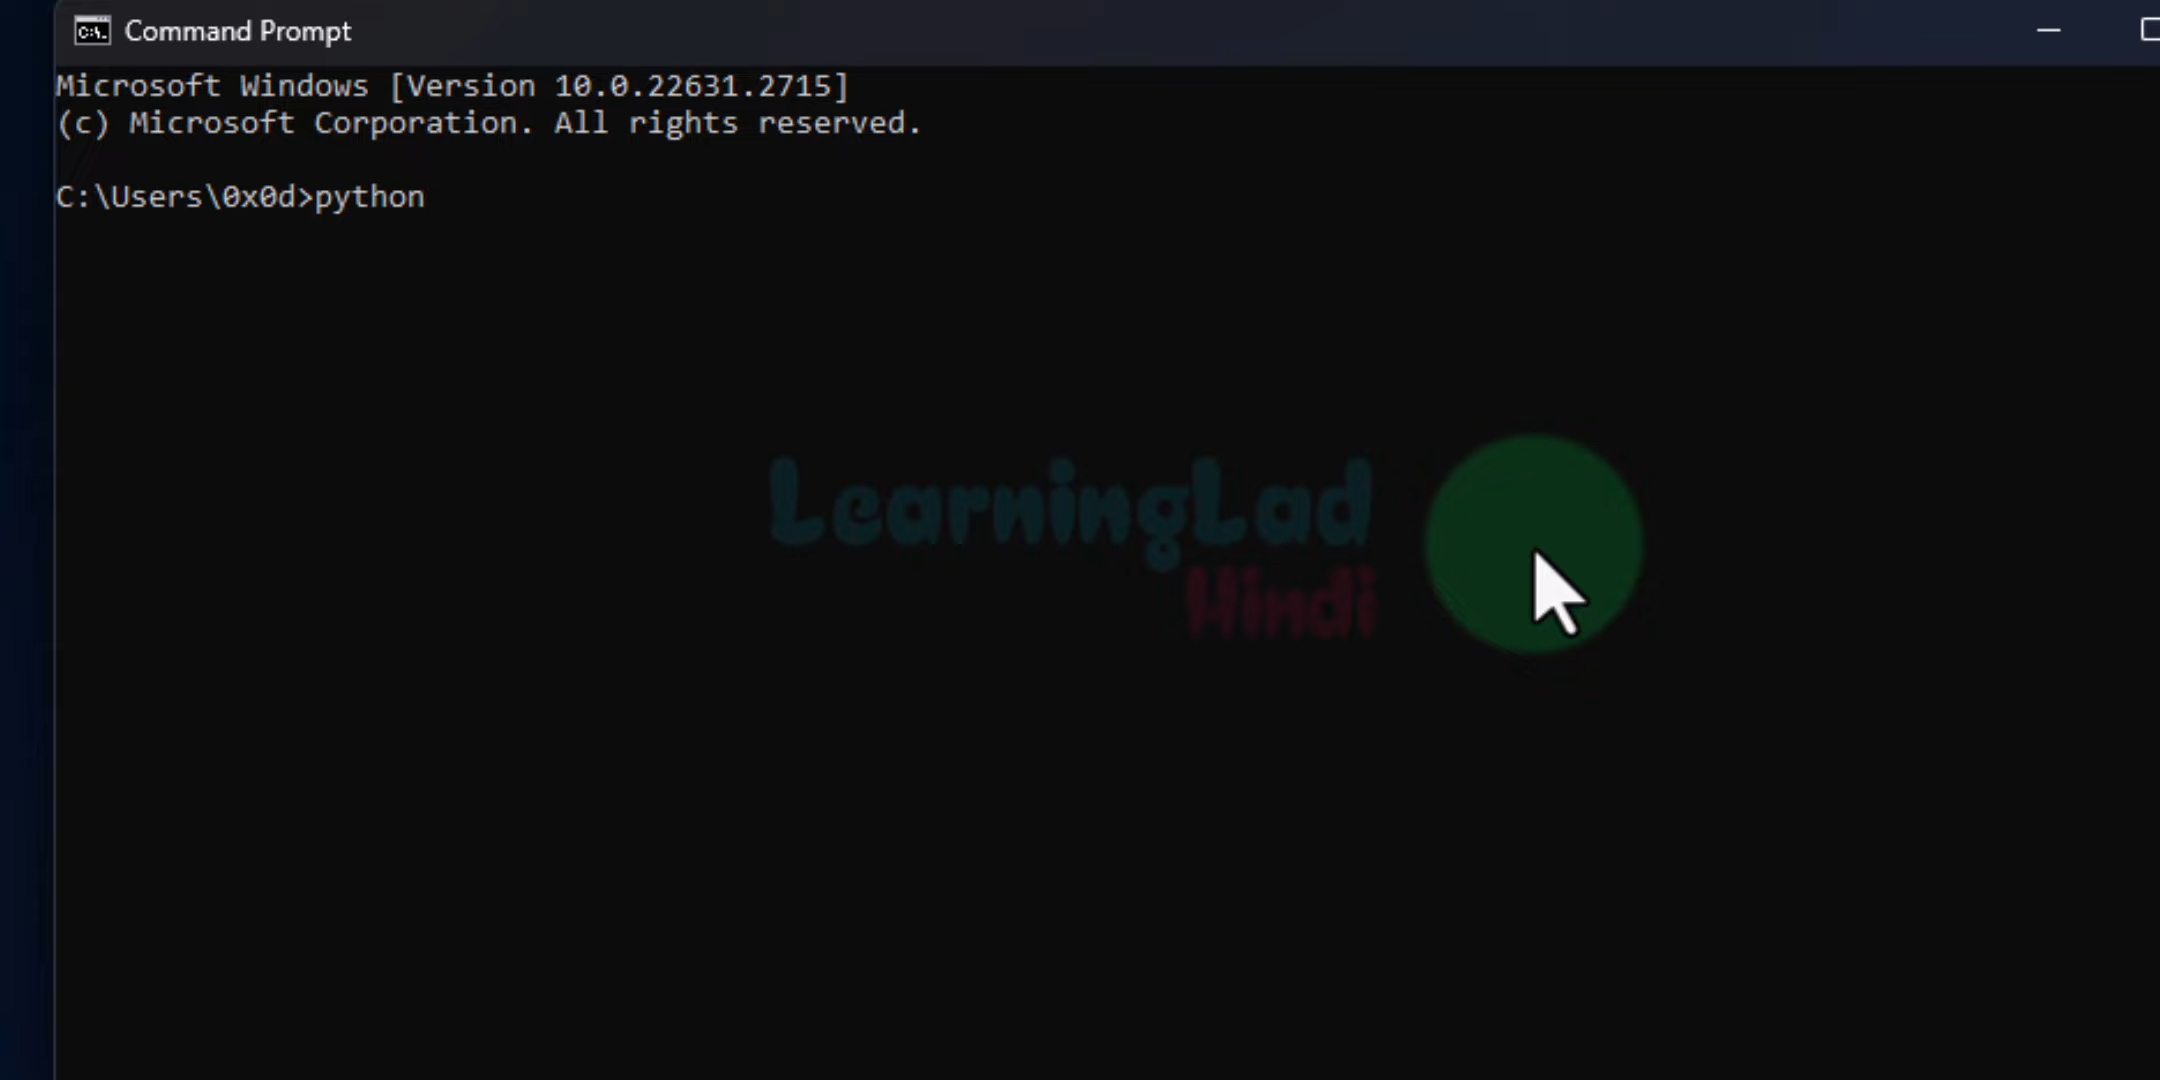 Command Prompt
Microsoft Windows [Version 10.0.22631.2715]
(c) Microsoft Corporation. All rights reserved.
C:\Users\0x0d>python
LearningLad
Hindi